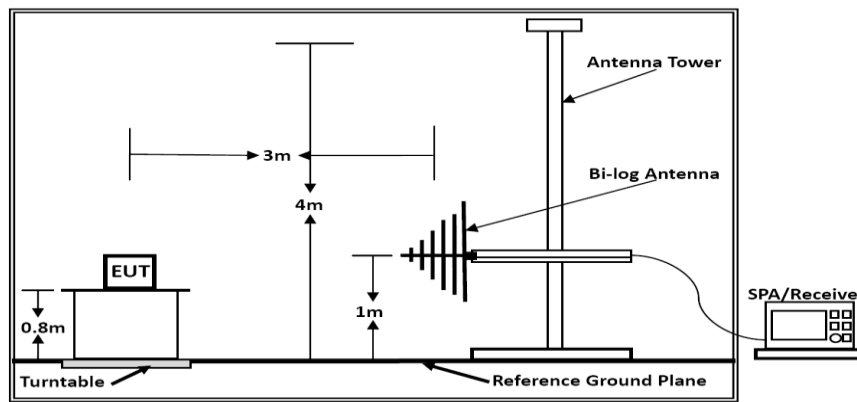 Antenna Tower
3m
Bi-log Antenna
4m
EUT
SPA/Receive
1m
0.8m
Turntable
Reference Ground Plane